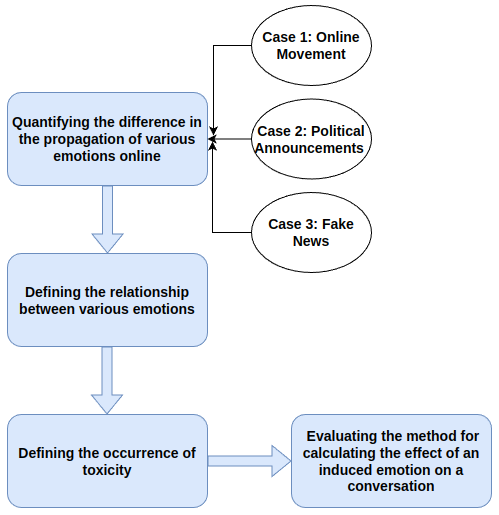 Case 1: Online
Movement
Quantifying the difference in
the propagation of various
emotions online
Case 2: Political
Announcements
Case 3: Fake
News
Defining the relationship
between various emotions
Defining the occurrence of
toxicity
Evaluating the method for
calculating the effect of an
induced emotion on a
conversation